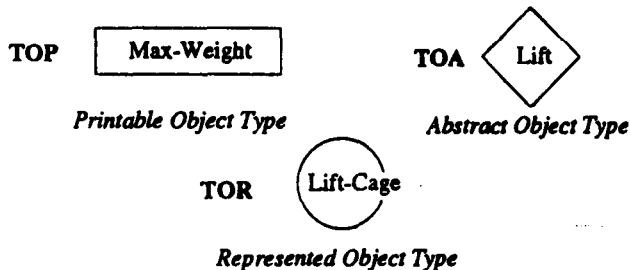 TOP Max-Weight
Printable Object Type
TOA Lift
Abstract Object Type
TOR Lift-Cage
Represented Object Type